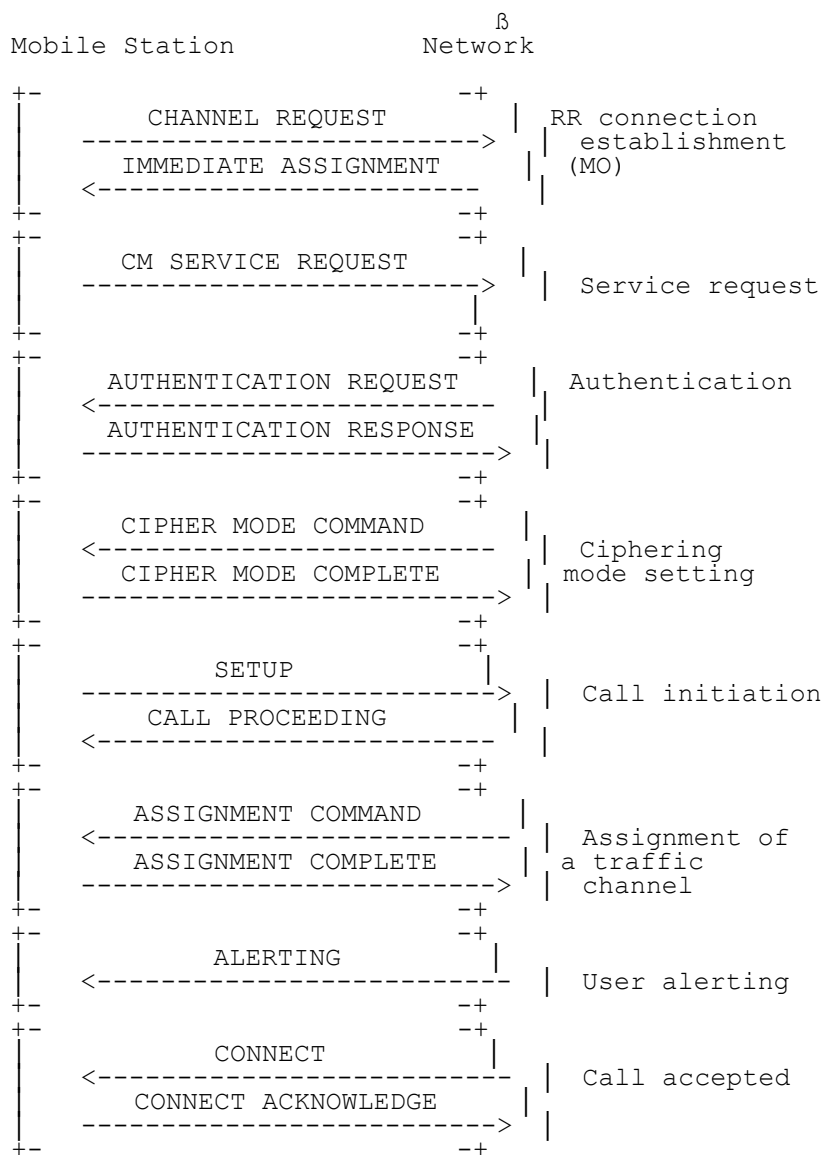 ß
Mobile Station Network
CHANNEL REQUEST RR connection
establishment
IMMEDIATE ASSIGNMENT (MO)
CM SERVICE REQUEST
Service request
AUTHENTICATION REQUEST Authentication
AUTHENTICATION RESPONSE
CIPHER MODE COMMAND
Ciphering
CIPHER MODE COMPLETE mode setting
SETUP
Call initiation
CALL PROCEEDING
ASSIGNMENT COMMAND
Assignment of
ASSIGNMENT COMPLETE a traffic
channel
ALERTING
User alerting
CONNECT
Call accepted
CONNECT ACKNOWLEDGE